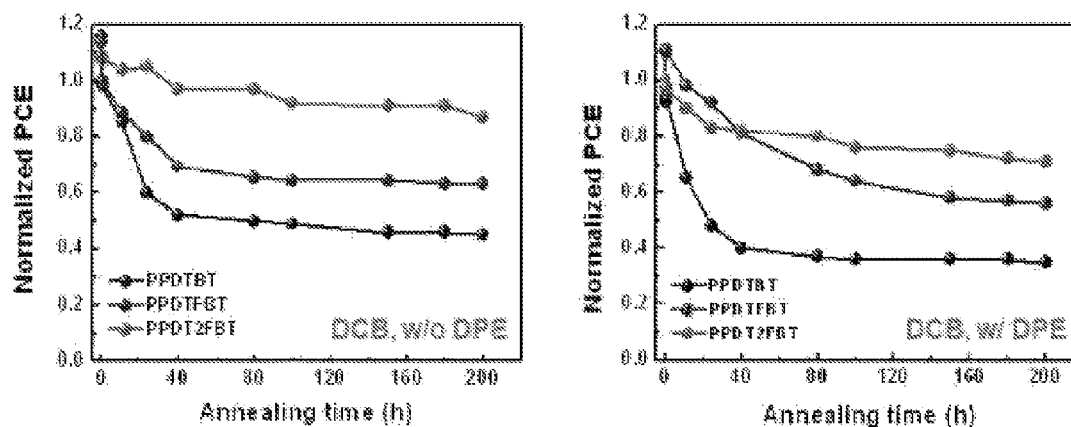 Normalized PCE
1.2
1.0
0.8
0.6
0.4
0.2
0.0
PPDTBT
PPDTFBT
PPDT2FBT
DCB, w/o DPE
0 40 80 120 160 200
Annealing time (h)
Normalized PCE
1.2
1.0
0.8
0.6
0.4
0.2
0.0
PPDTBT
PPDTFBT
PPDT2FBT
DCB, w/ DPE
0 40 80 120 160 200
Annealing time (h)